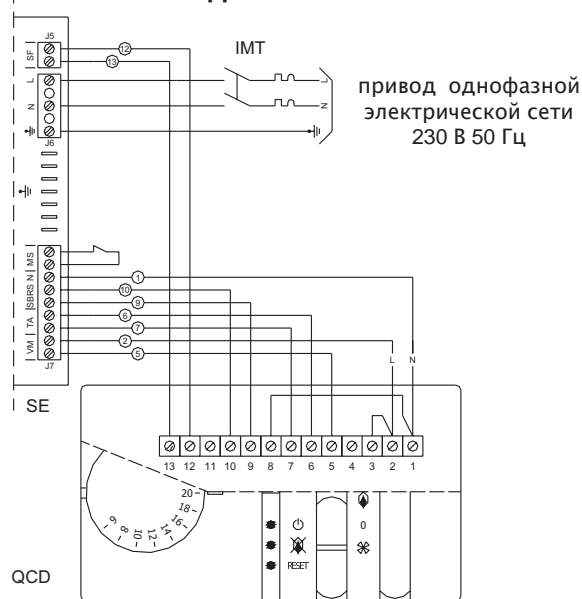 J5
SF
12
13
IMT
L
N
J6
L
N
привод однофазной
электрической сети
230 В 50 Гц
MS
N
SBRS
TA
VM
J7
1
10
9
6
7
2
5
L N
SE
13 12 11 10 9 8 7 6 5 4 3 2 1
20
18
16
14
12
10
8
6
0
RESET
QCD